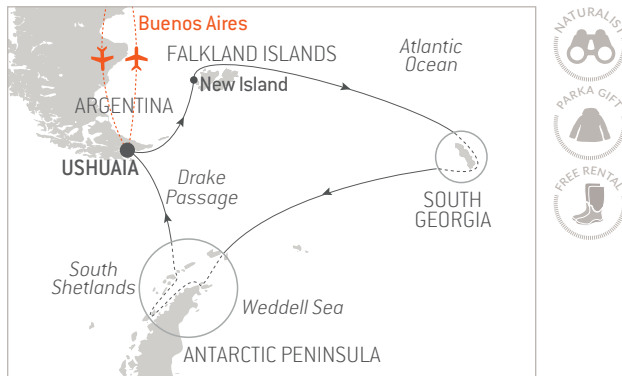 Buenos Aires
FALKLAND ISLANDS
Atlantic
Ocean
New Island
ARGENTINA
USHUAIA
Drake
Passage
SOUTH
GEORGIA
South
Shetlands
Weddell Sea
ANTARCTIC PENINSULA
NATURALIST
PARKA GIFT
FREE RENTAL